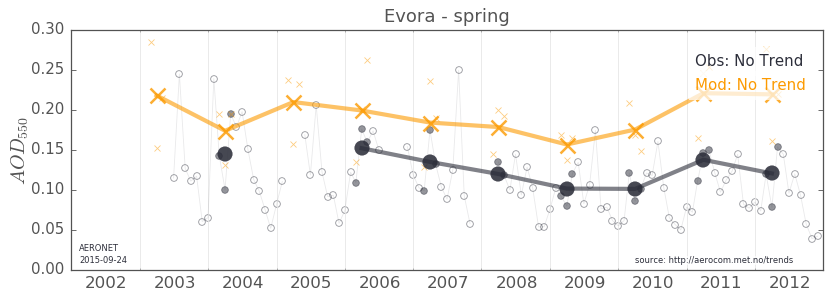 Evora - spring
0.30
0.25
0.20
0.15
0.10
0.05
0.00
AOD550
Obs: No Trend
Mod: No Trend
AERONET
2015-09-24
source: http://aerocom.met.no/trends
2002 2003 2004 2005 2006 2007 2008 2009 2010 2011 2012